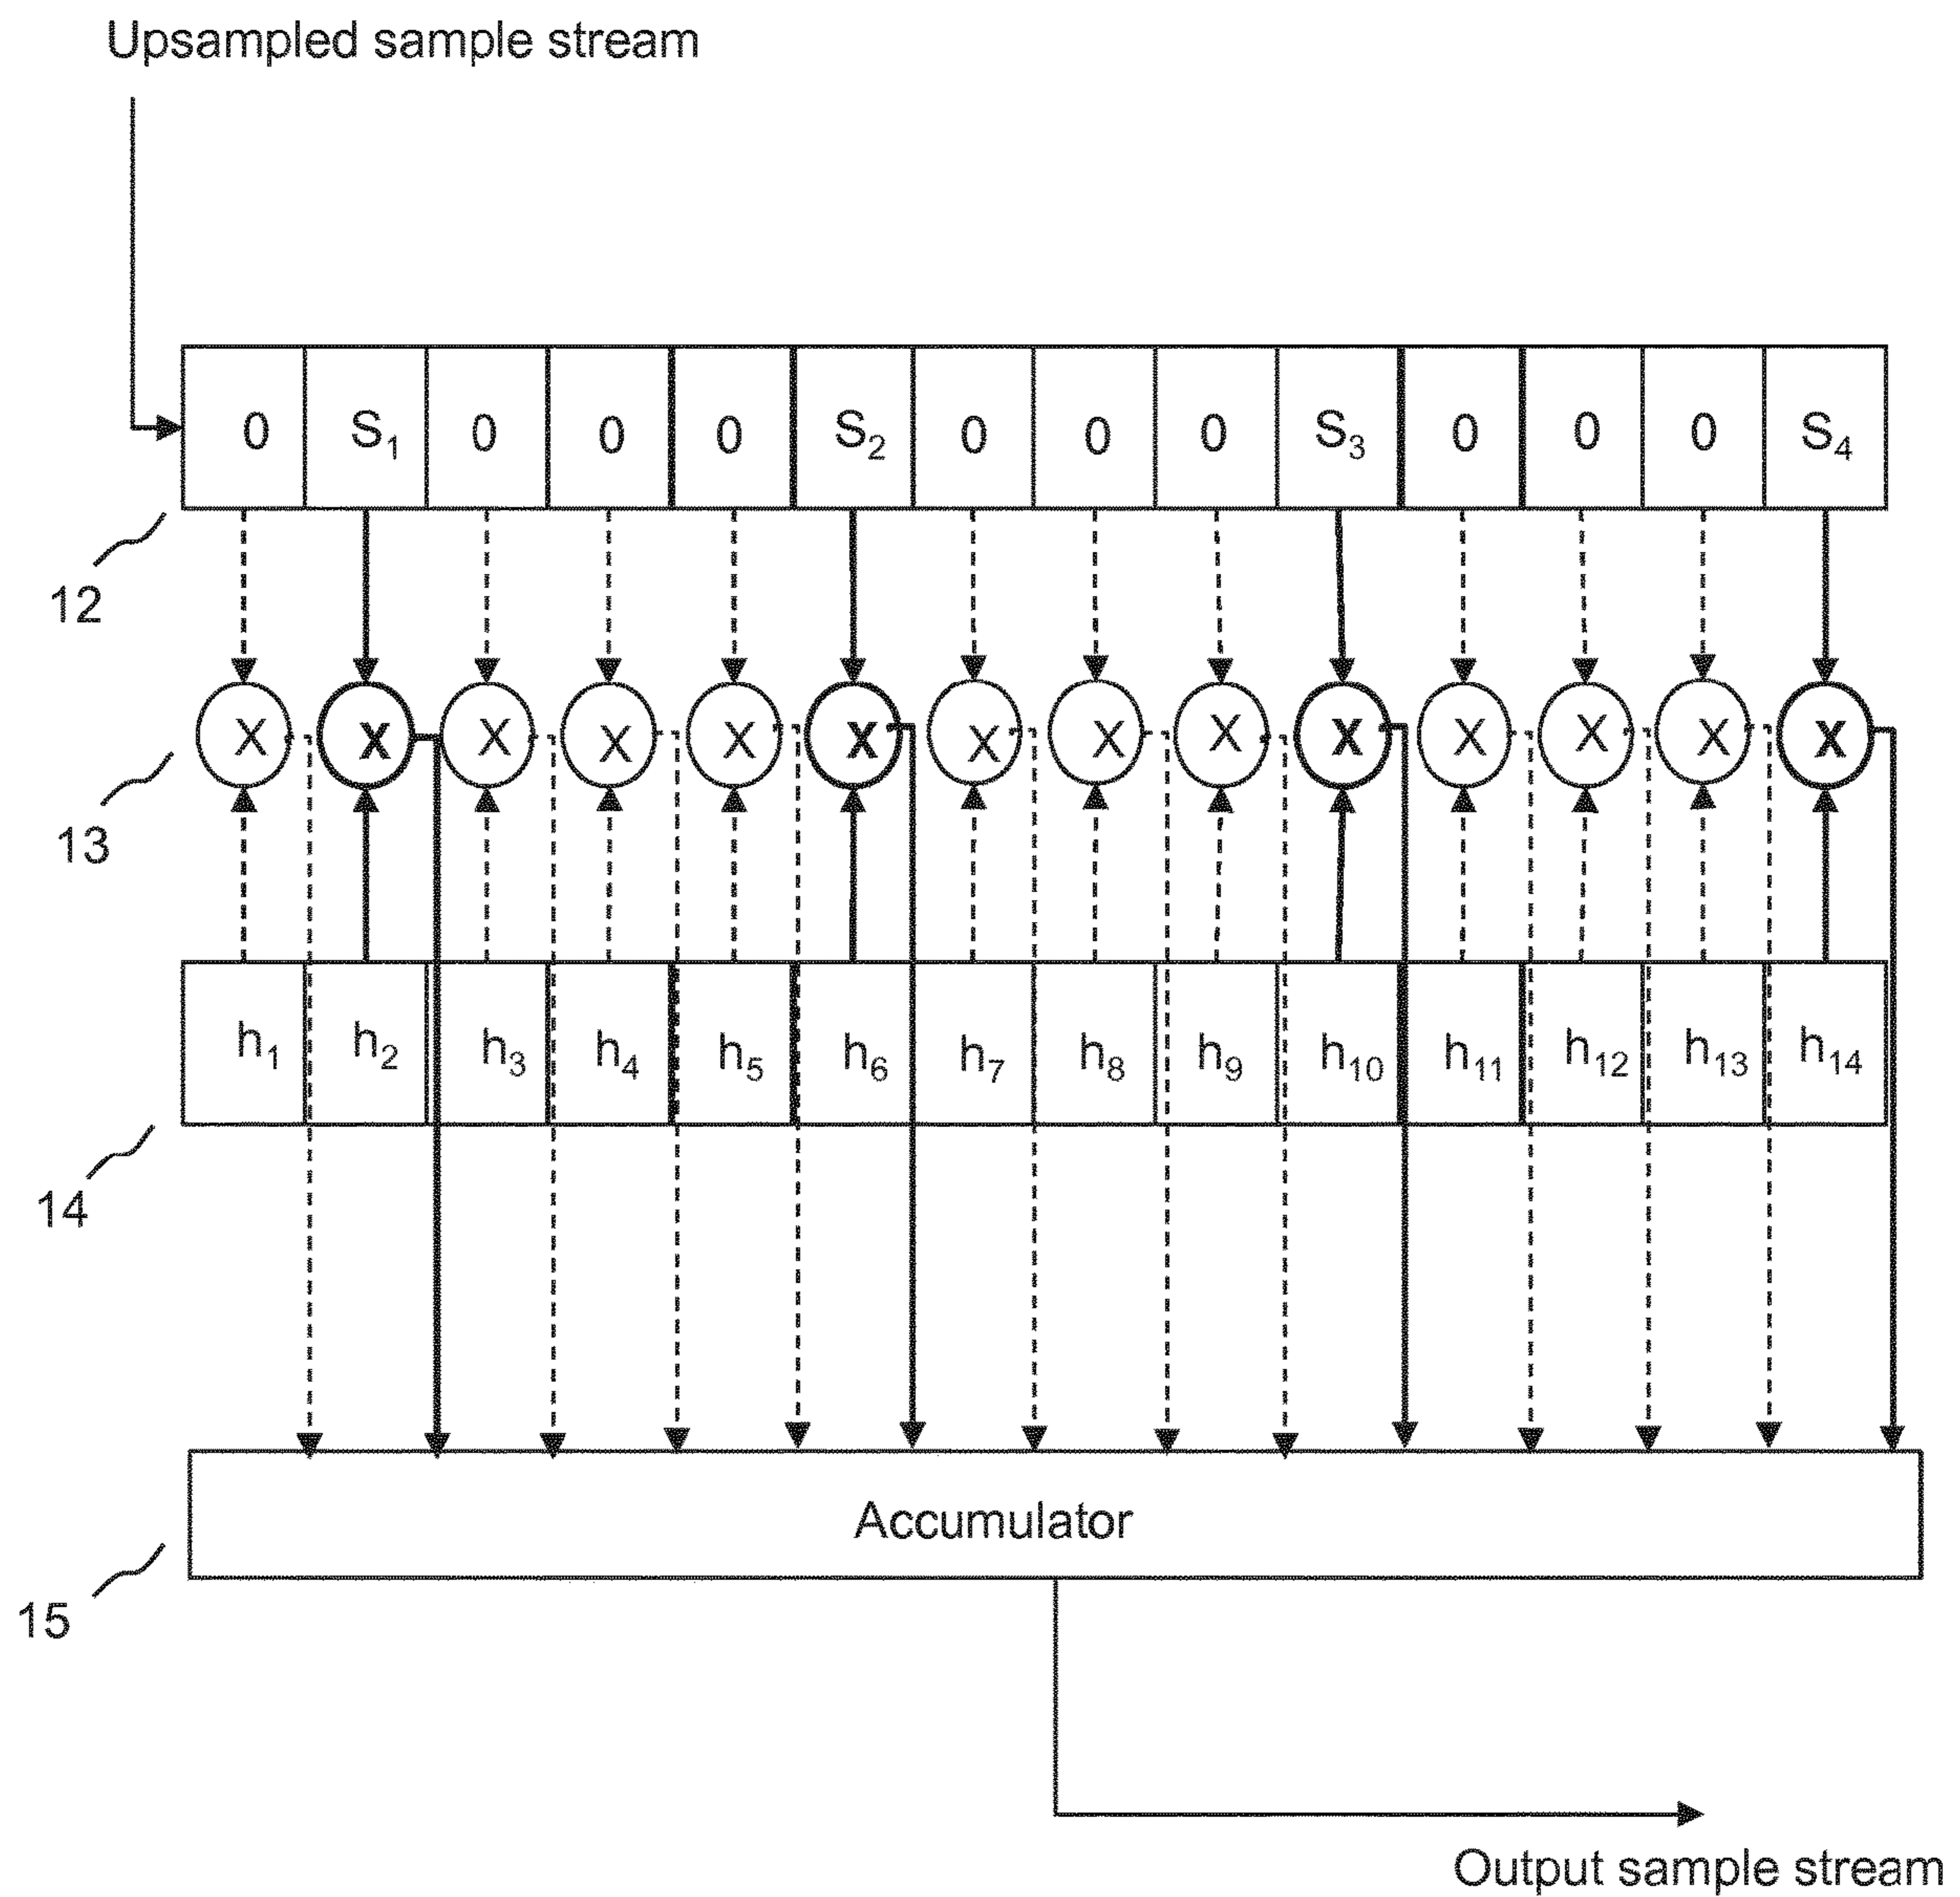 Upsampled sample stream
0 S₁ 0 0 0 S₂ 0 0 0 S₃ 0 0 0 S₄
12
X X X X X X X X X X X X X X
13
h₁ h₂ h₃ h₄ h₅ h₆ h₇ h₈ h₉ h₁₀ h₁₁ h₁₂ h₁₃ h₁₄
14
Accumulator
15
Output sample stream